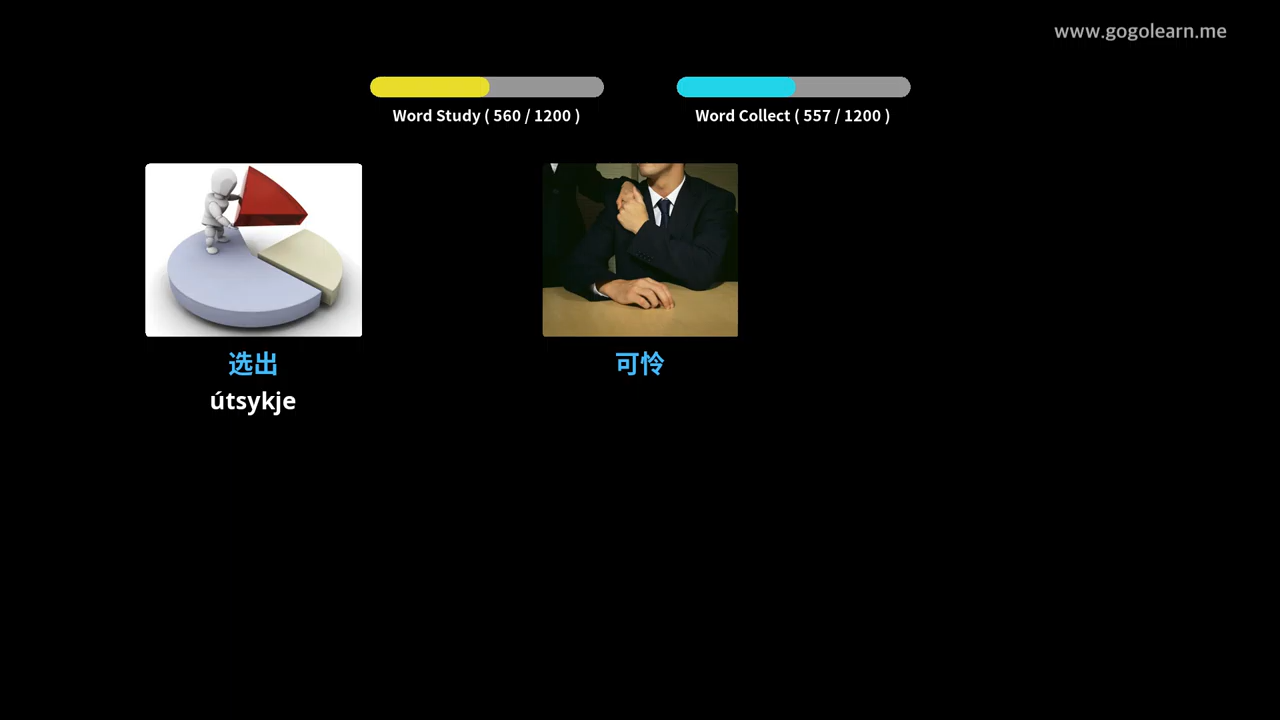 www.gogolearn.me
Word Study ( 560 / 1200 )
Word Collect ( 557 / 1200 )
选出
可怜
útsykje